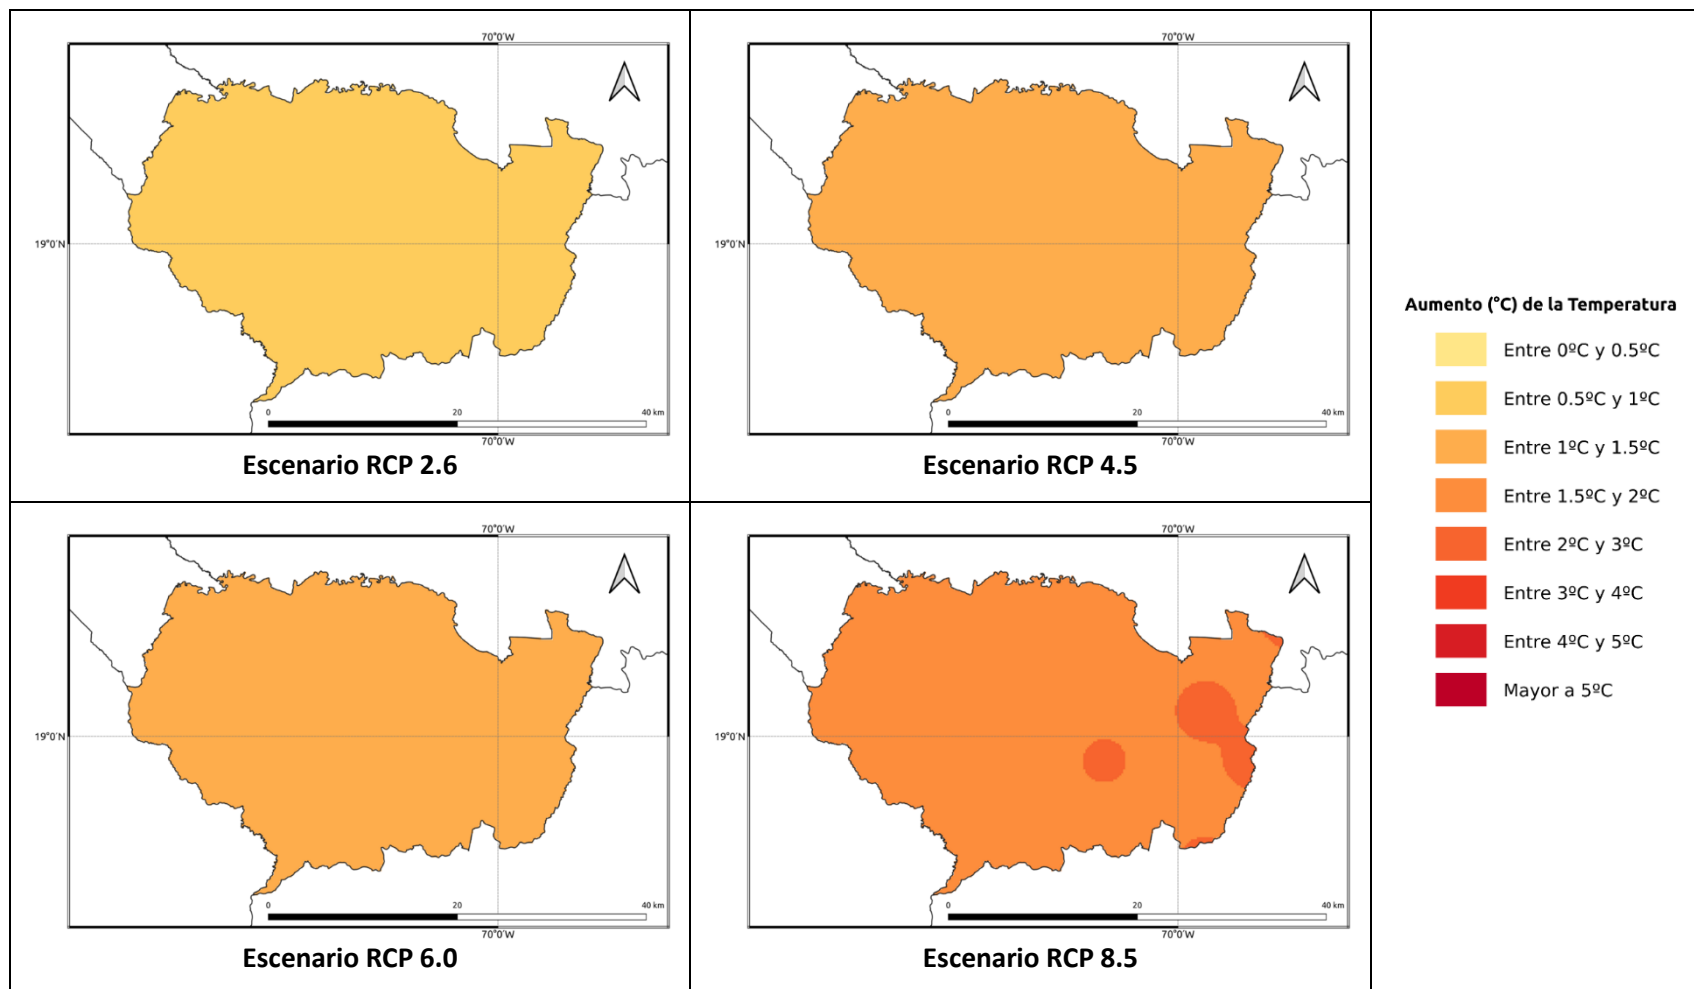 70°0'W
19°0'N
0 20 40 km
70°0'W
Escenario RCP 2.6
70°0'W
19°0'N
0 20 40 km
70°0'W
Escenario RCP 4.5
70°0'W
19°0'N
0 20 40 km
70°0'W
Escenario RCP 6.0
70°0'W
19°0'N
0 20 40 km
70°0'W
Escenario RCP 8.5
Aumento (°C) de la Temperatura
Entre 0ºC y 0.5ºC
Entre 0.5ºC y 1ºC
Entre 1ºC y 1.5ºC
Entre 1.5ºC y 2ºC
Entre 2ºC y 3ºC
Entre 3ºC y 4ºC
Entre 4ºC y 5ºC
Mayor a 5ºC